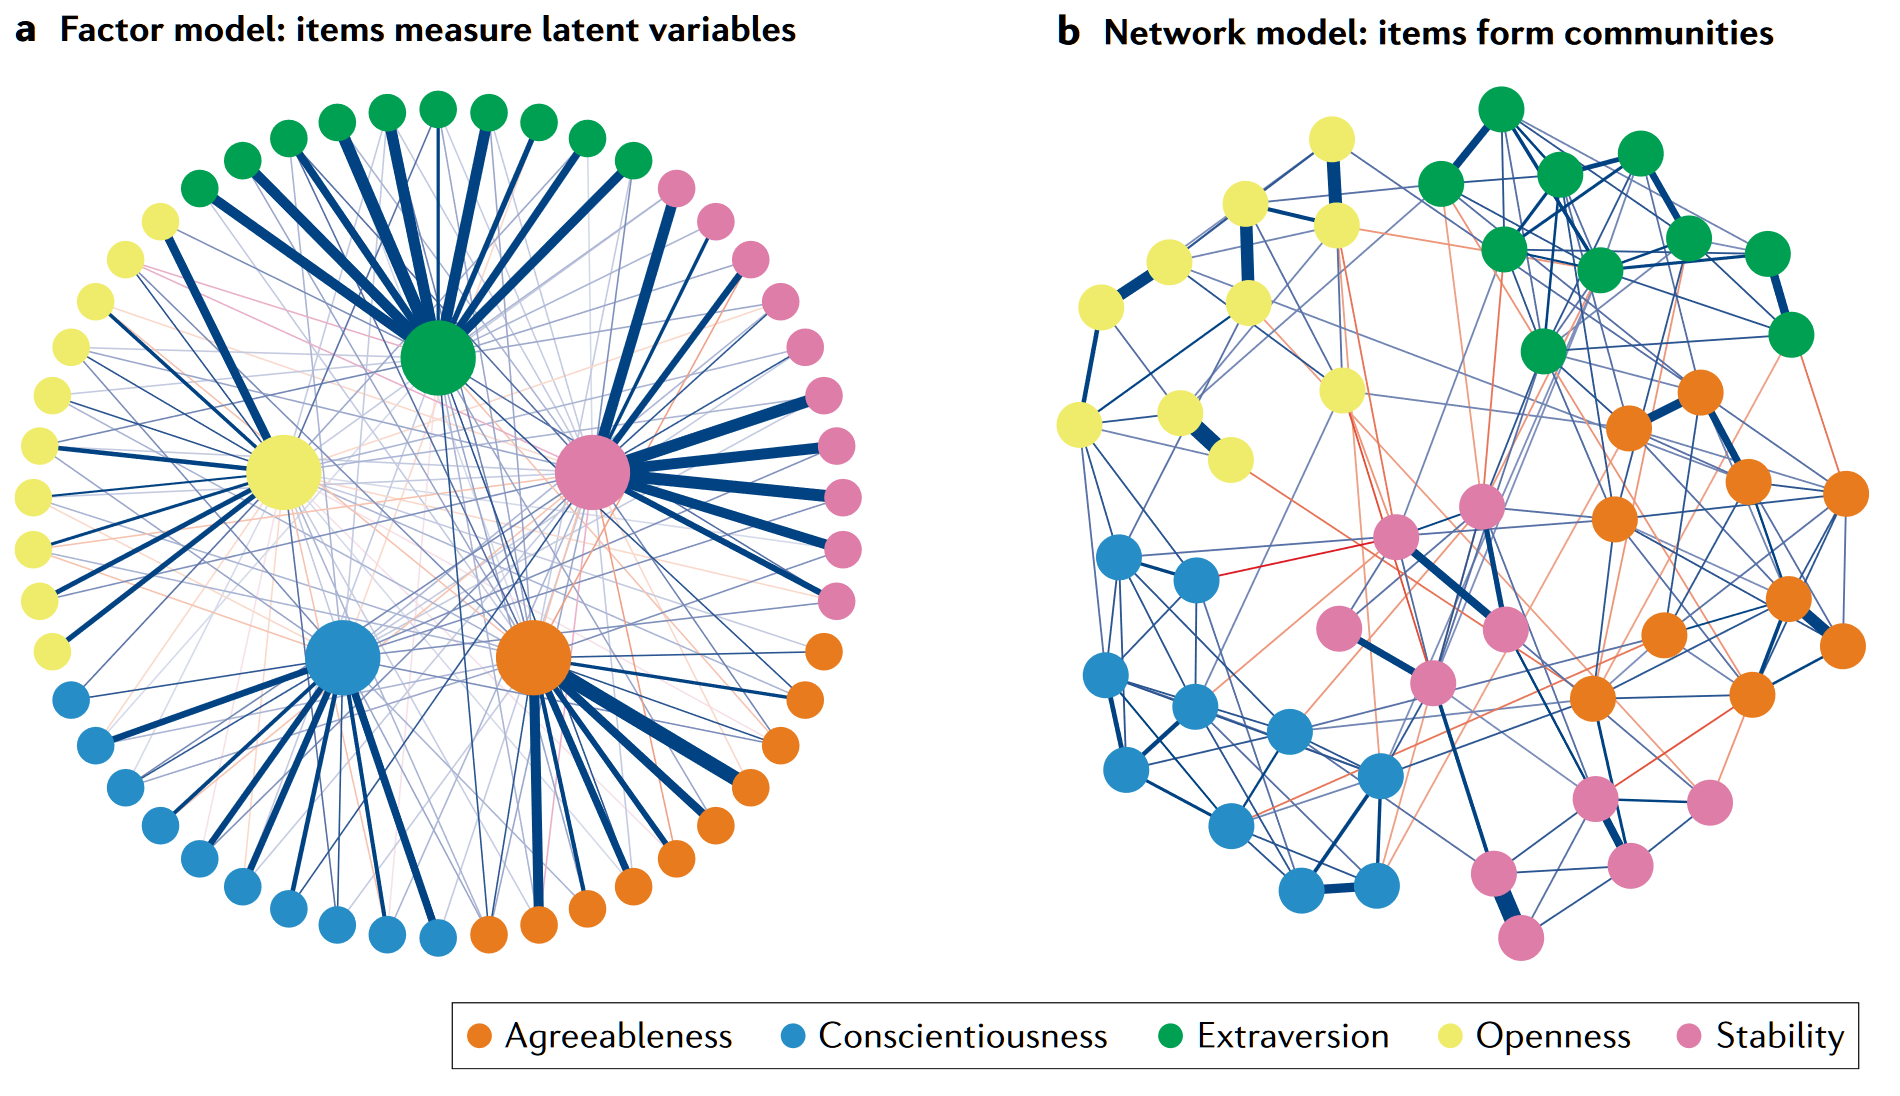 a Factor model: items measure latent variables
b Network model: items form communities
Agreeableness Conscientiousness Extraversion Openness Stability